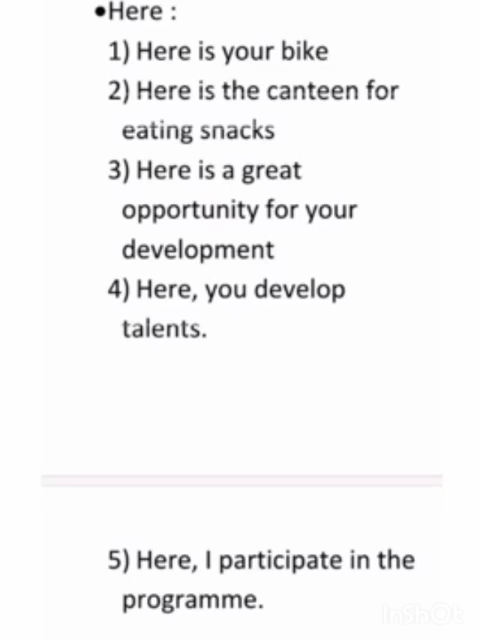 •Here :
1) Here is your bike
2) Here is the canteen for
eating snacks
3) Here is a great
opportunity for your
development
4) Here, you develop
talents.
5) Here, I participate in the
programme.
InShOt